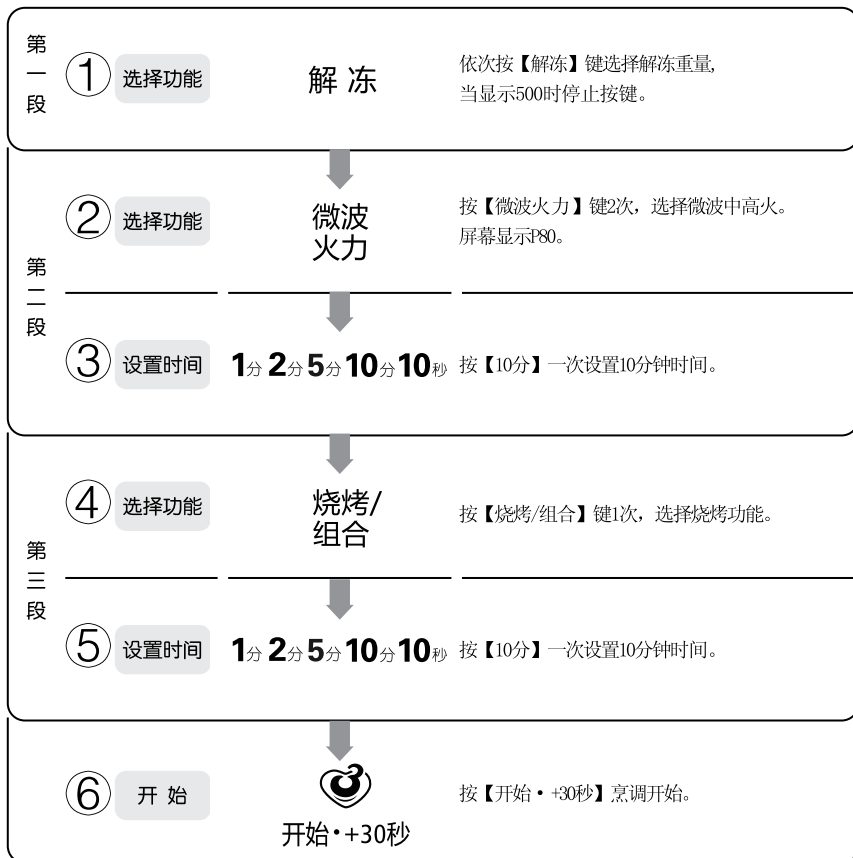 第一段
① 选择功能
解 冻
依次按【解冻】键选择解冻重量,
当显示500时停止按键。
第二段
② 选择功能
微波
火力
按【微波火力】键2次，选择微波中高火。
屏幕显示P80。
③ 设置时间
1分 2分 5分 10分 10秒
按【10分】一次设置10分钟时间。
第三段
④ 选择功能
烧烤/
组合
按【烧烤/组合】键1次，选择烧烤功能。
⑤ 设置时间
1分 2分 5分 10分 10秒
按【10分】一次设置10分钟时间。
⑥ 开 始
开始·+30秒
按【开始·+30秒】烹调开始。